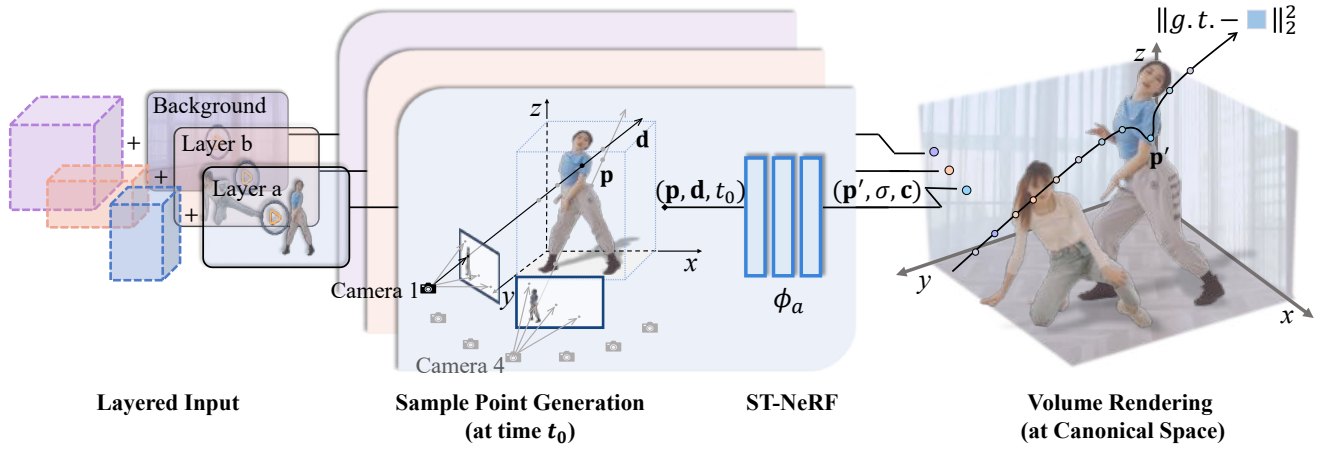 Background
Layer b
Layer a
+
+
+
z
d
p
x
y
Camera 1
Camera 4
(p, d, t₀)
ϕₐ
(p′, σ, c)
‖g.t.− ‖₂²
z
p′
y
x
Layered Input
Sample Point Generation
(at time t₀)
ST-NeRF
Volume Rendering
(at Canonical Space)